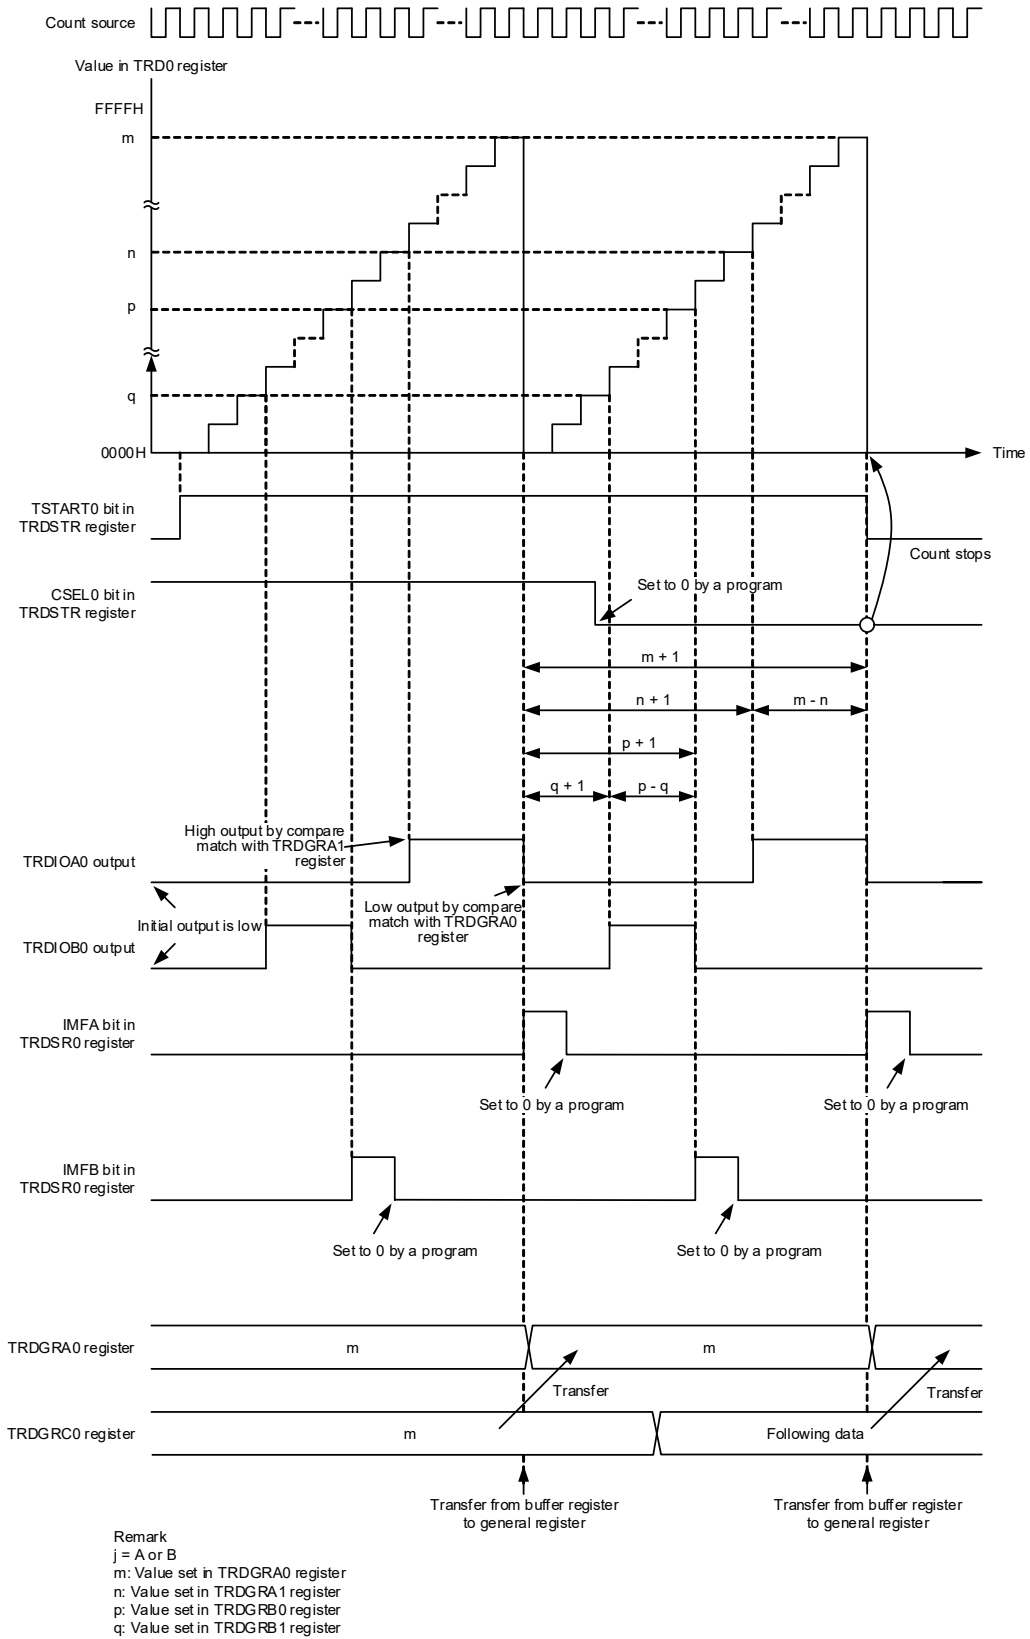 Count source
Value in TRD0 register
FFFFH
m
n
p
q
0000H
Time
TSTART0 bit in
TRDSTR register
Count stops
CSEL0 bit in
TRDSTR register
Set to 0 by a program
m + 1
n + 1
m - n
p + 1
q + 1
p - q
High output by compare
match with TRDGRA1
register
TRDIOA0 output
Low output by compare
match with TRDGRA0
register
Initial output is low
TRDIOB0 output
IMFA bit in
TRDSR0 register
Set to 0 by a program
Set to 0 by a program
IMFB bit in
TRDSR0 register
Set to 0 by a program
Set to 0 by a program
TRDGRA0 register
m
m
Transfer
Transfer
TRDGRC0 register
m
Following data
Transfer from buffer register
to general register
Transfer from buffer register
to general register
Remark
j = A or B
m: Value set in TRDGRA0 register
n: Value set in TRDGRA1 register
p: Value set in TRDGRB0 register
q: Value set in TRDGRB1 register